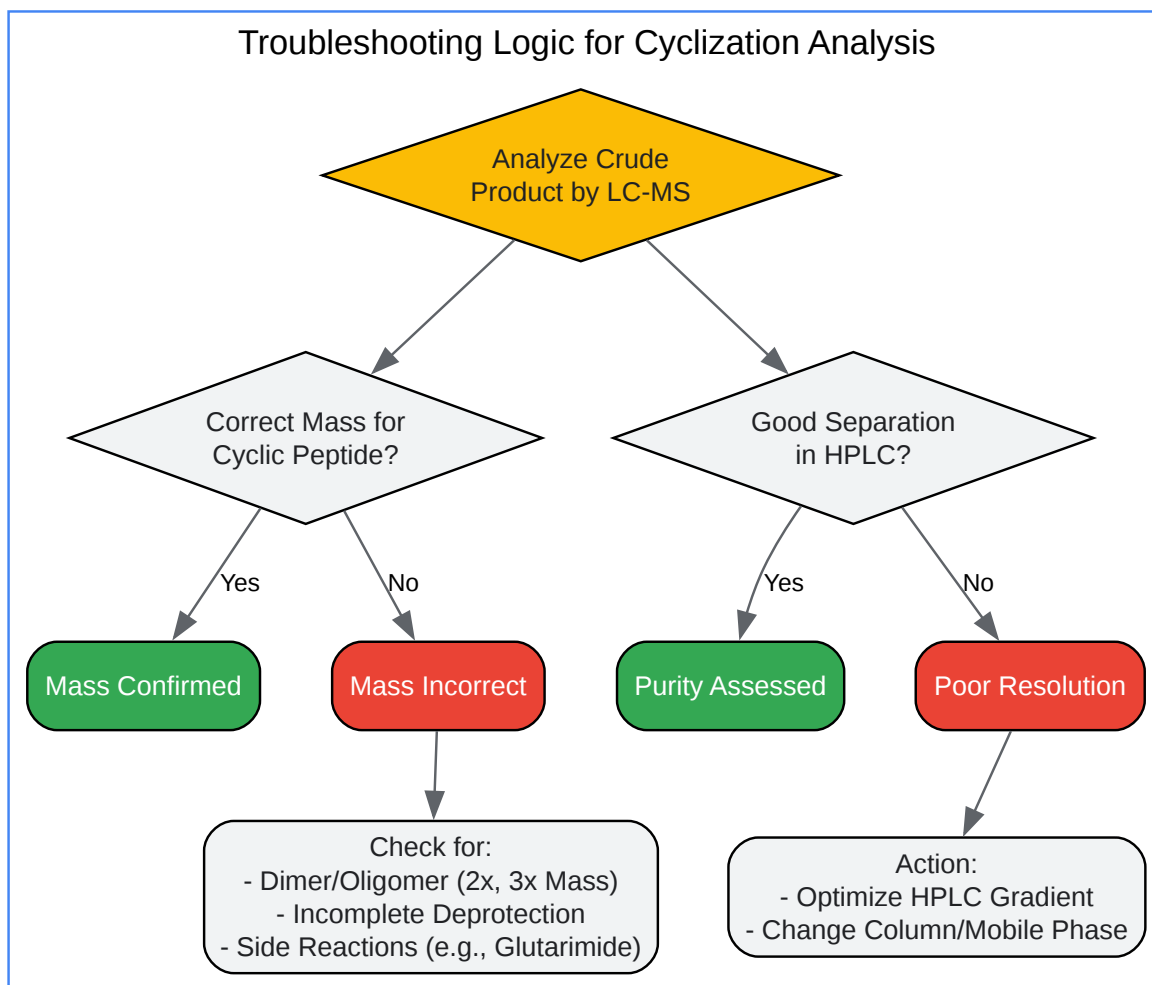 Troubleshooting Logic for Cyclization Analysis
Analyze Crude
Product by LC-MS
Correct Mass for
Cyclic Peptide?
Good Separation
in HPLC?
Yes
No
Yes
No
Mass Confirmed
Mass Incorrect
Purity Assessed
Poor Resolution
Check for:
- Dimer/Oligomer (2x, 3x Mass)
- Incomplete Deprotection
- Side Reactions (e.g., Glutarimide)
Action:
- Optimize HPLC Gradient
- Change Column/Mobile Phase